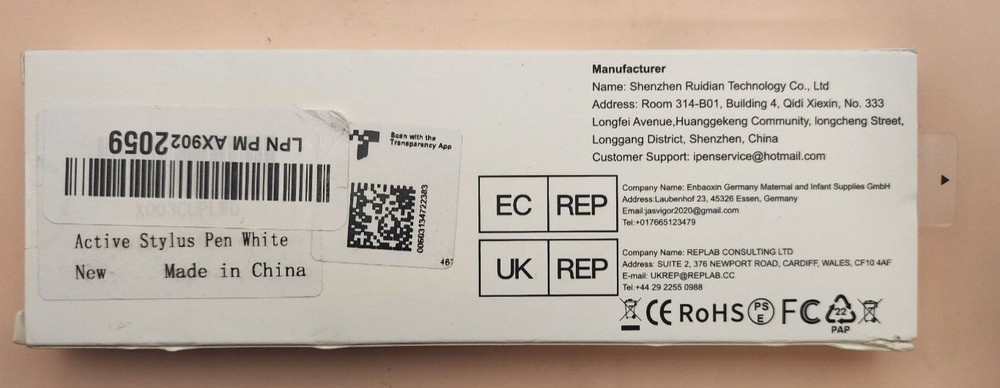 LPN PM AX9022059
Active Stylus Pen White
New Made in China
Scan with the
Transparency App
00603134722383
467
Manufacturer
Name: Shenzhen Ruidian Technology Co., Ltd
Address: Room 314-B01, Building 4, Qidi Xiexin, No. 333
Longfei Avenue,Huanggekeng Community, longcheng Street,
Longgang District, Shenzhen, China
Customer Support: ipenservice@hotmail.com
EC REP
Company Name: Enbaoxin Germany Maternal and Infant Supplies GmbH
Address:Laubenhof 23, 45326 Essen, Germany
Email:jasvigor2020@gmail.com
Tel:+017665123479
UK REP
Company Name: REPLAB CONSULTING LTD
Address: SUITE 2, 376 NEWPORT ROAD, CARDIFF, WALES, CF10 4AF
E-mail: UKREP@REPLAB.CC
Tel:+44 29 2255 0988
CE RoHS PS E FC 22
PAP